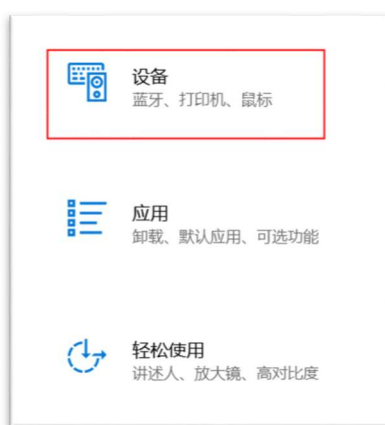 设备
蓝牙、打印机、鼠标
应用
卸载、默认应用、可选功能
轻松使用
讲述人、放大镜、高对比度